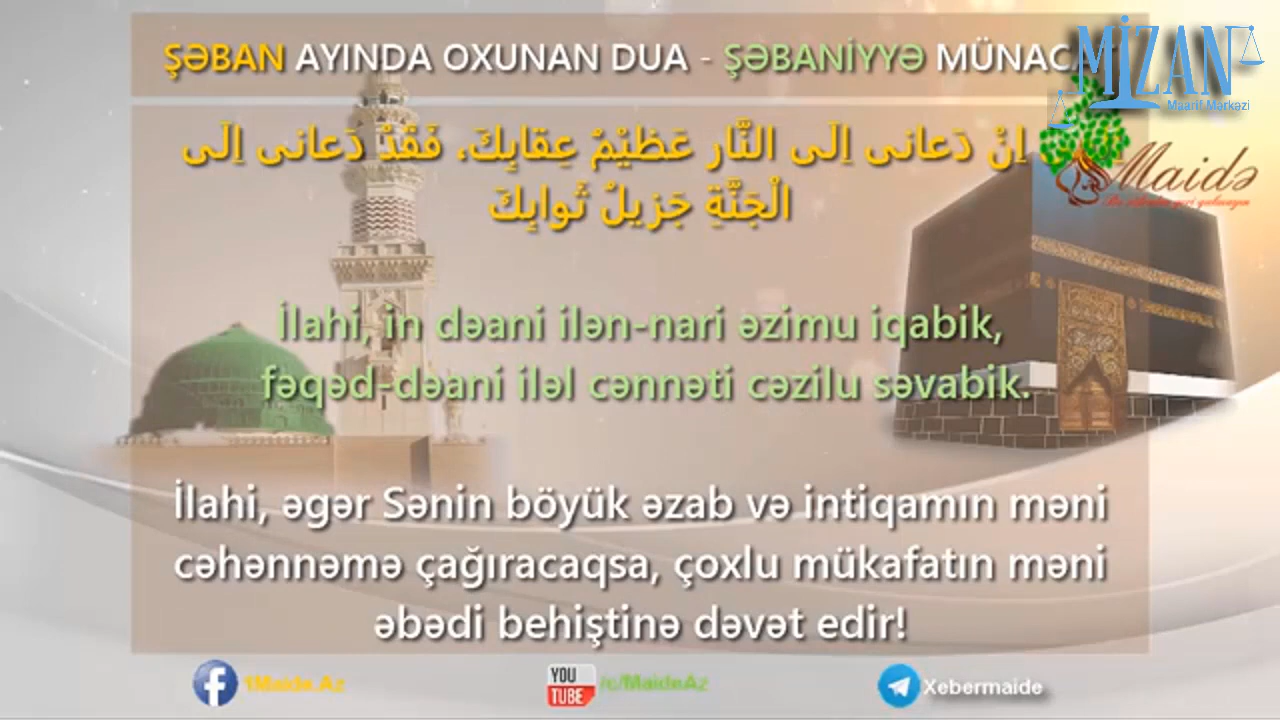 ŞƏBAN AYINDA OXUNAN DUA - ŞƏBANİYYƏ MÜNACA
MİZAN
Maarif Mərkəzi
اِنْ دَعانى اِلَى النَّارِ عَظيْمُ عِقابِكَ، فَقَدْ دَعانى اِلَى
الْجَنَّةِ جَزيلُ ثَوابِكَ
Maidə
İlahi, in dəani ilən-nari əzimu iqabik,
fəqəd-dəani iləl cənnəti cəzilu səvabik.
İlahi, əgər Sənin böyük əzab və intiqamın məni
cəhənnəmə çağıracaqsa, çoxlu mükafatın məni
əbədi behiştinə dəvət edir!
1Maide.Az
YOU TUBE /c/MaideAz
Xebermaide